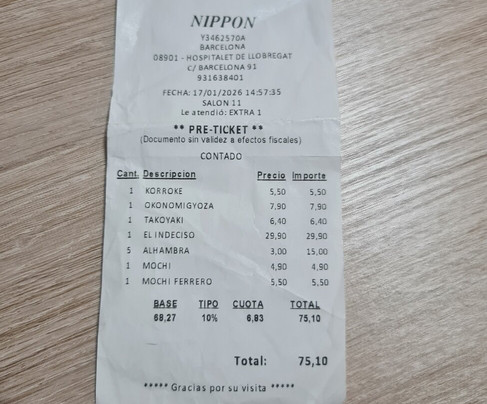 NIPPON
Y3462570A
BARCELONA
08901 - HOSPITALET DE LLOBREGAT
C/ BARCELONA 91
931638401
FECHA: 17/01/2026 14:57:35
SALON 11
Le atendió: EXTRA 1
** PRE-TICKET **
(Documento sin validez a efectos fiscales)
CONTADO
Cant. Descripcion Precio Importe
1 KORROKE 5,50 5,50
1 OKONOMIGYOZA 7,90 7,90
1 TAKOYAKI 6,40 6,40
1 EL INDECISO 29,90 29,90
5 ALHAMBRA 3,00 15,00
1 MOCHI 4,90 4,90
1 MOCHI FERRERO 5,50 5,50
BASE TIPO CUOTA TOTAL
68,27 10% 6,83 75,10
Total: 75,10
***** Gracias por su visita *****